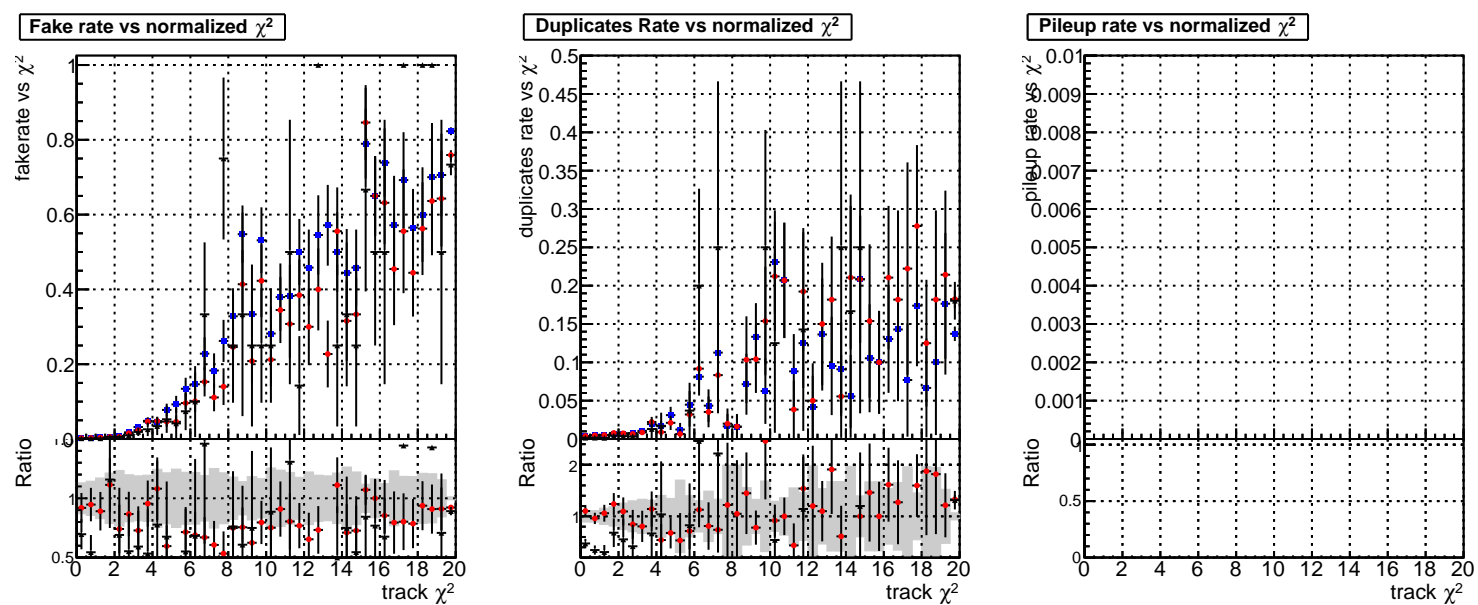 Fake rate vs normalized χ²
fakerate vs χ²
1
0.8
0.6
0.4
0.2
0
Ratio
1
0.5
0 2 4 6 8 10 12 14 16 18 20
track χ²
Duplicates Rate vs normalized χ²
duplicates rate vs χ²
0.5
0.45
0.4
0.35
0.3
0.25
0.2
0.15
0.1
0.05
0
Ratio
2
1
0 2 4 6 8 10 12 14 16 18 20
track χ²
Pileup rate vs normalized χ²
pileup rate vs χ²
0.01
0.009
0.008
0.007
0.006
0.005
0.004
0.003
0.002
0.001
0
Ratio
1
0.5
0
0 2 4 6 8 10 12 14 16 18 20
track χ²